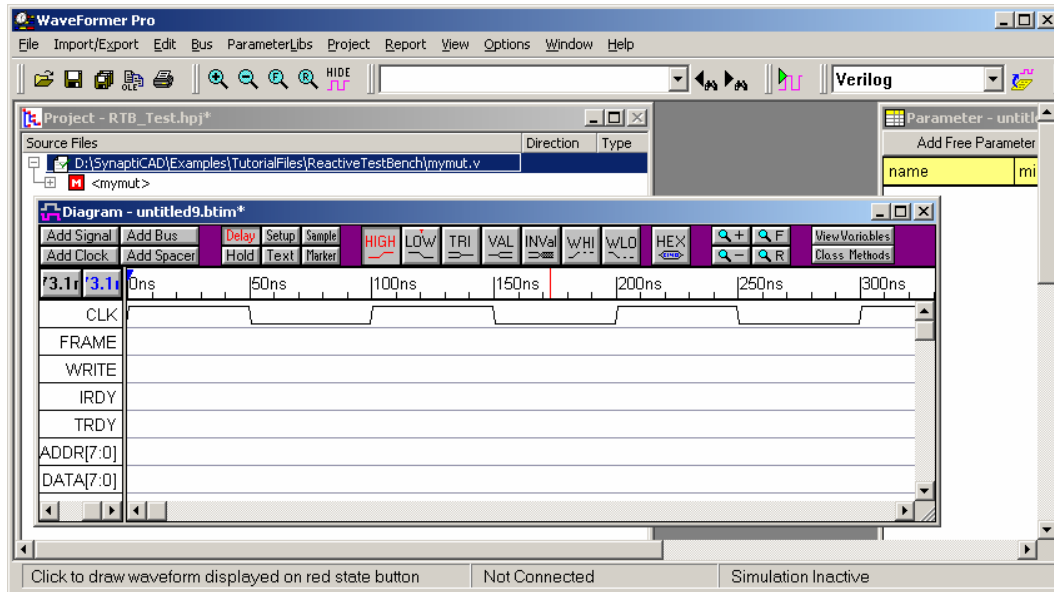 WaveFormer Pro
File Import/Export Edit Bus ParameterLibs Project Report View Options Window Help
OLE HIDE Verilog
Project - RTB_Test.hpj*
Parameter - untitl
Source Files Direction Type
Add Free Parameter
D:\SynaptiCAD\Examples\TutorialFiles\ReactiveTestBench\mymut.v
name mi
M <mymut>
Diagram - untitled9.btim*
Add Signal Add Bus Delay Setup Sample HIGH LOW TRI VAL INVal WHI WLO HEX + F View Variables
Add Clock Add Spacer Hold Text Marker - R Class Methods
0ns 50ns 100ns 150ns 200ns 250ns 300ns
CLK
FRAME
WRITE
IRDY
TRDY
ADDR[7:0]
DATA[7:0]
Click to draw waveform displayed on red state button Not Connected Simulation Inactive